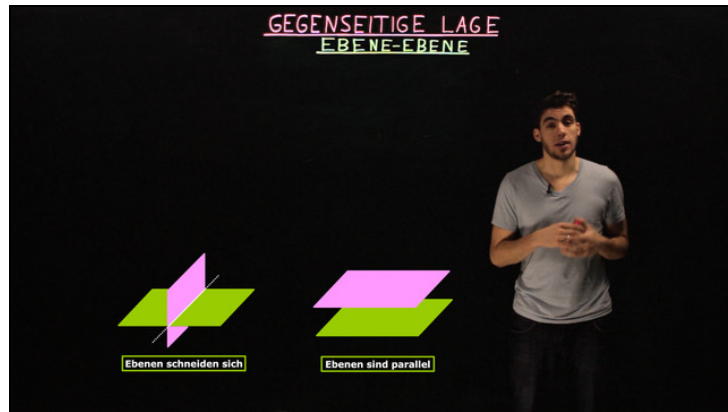 GEGENSEITIGE LAGE
EBENE-EBENE
Ebenen schneiden sich
Ebenen sind parallel